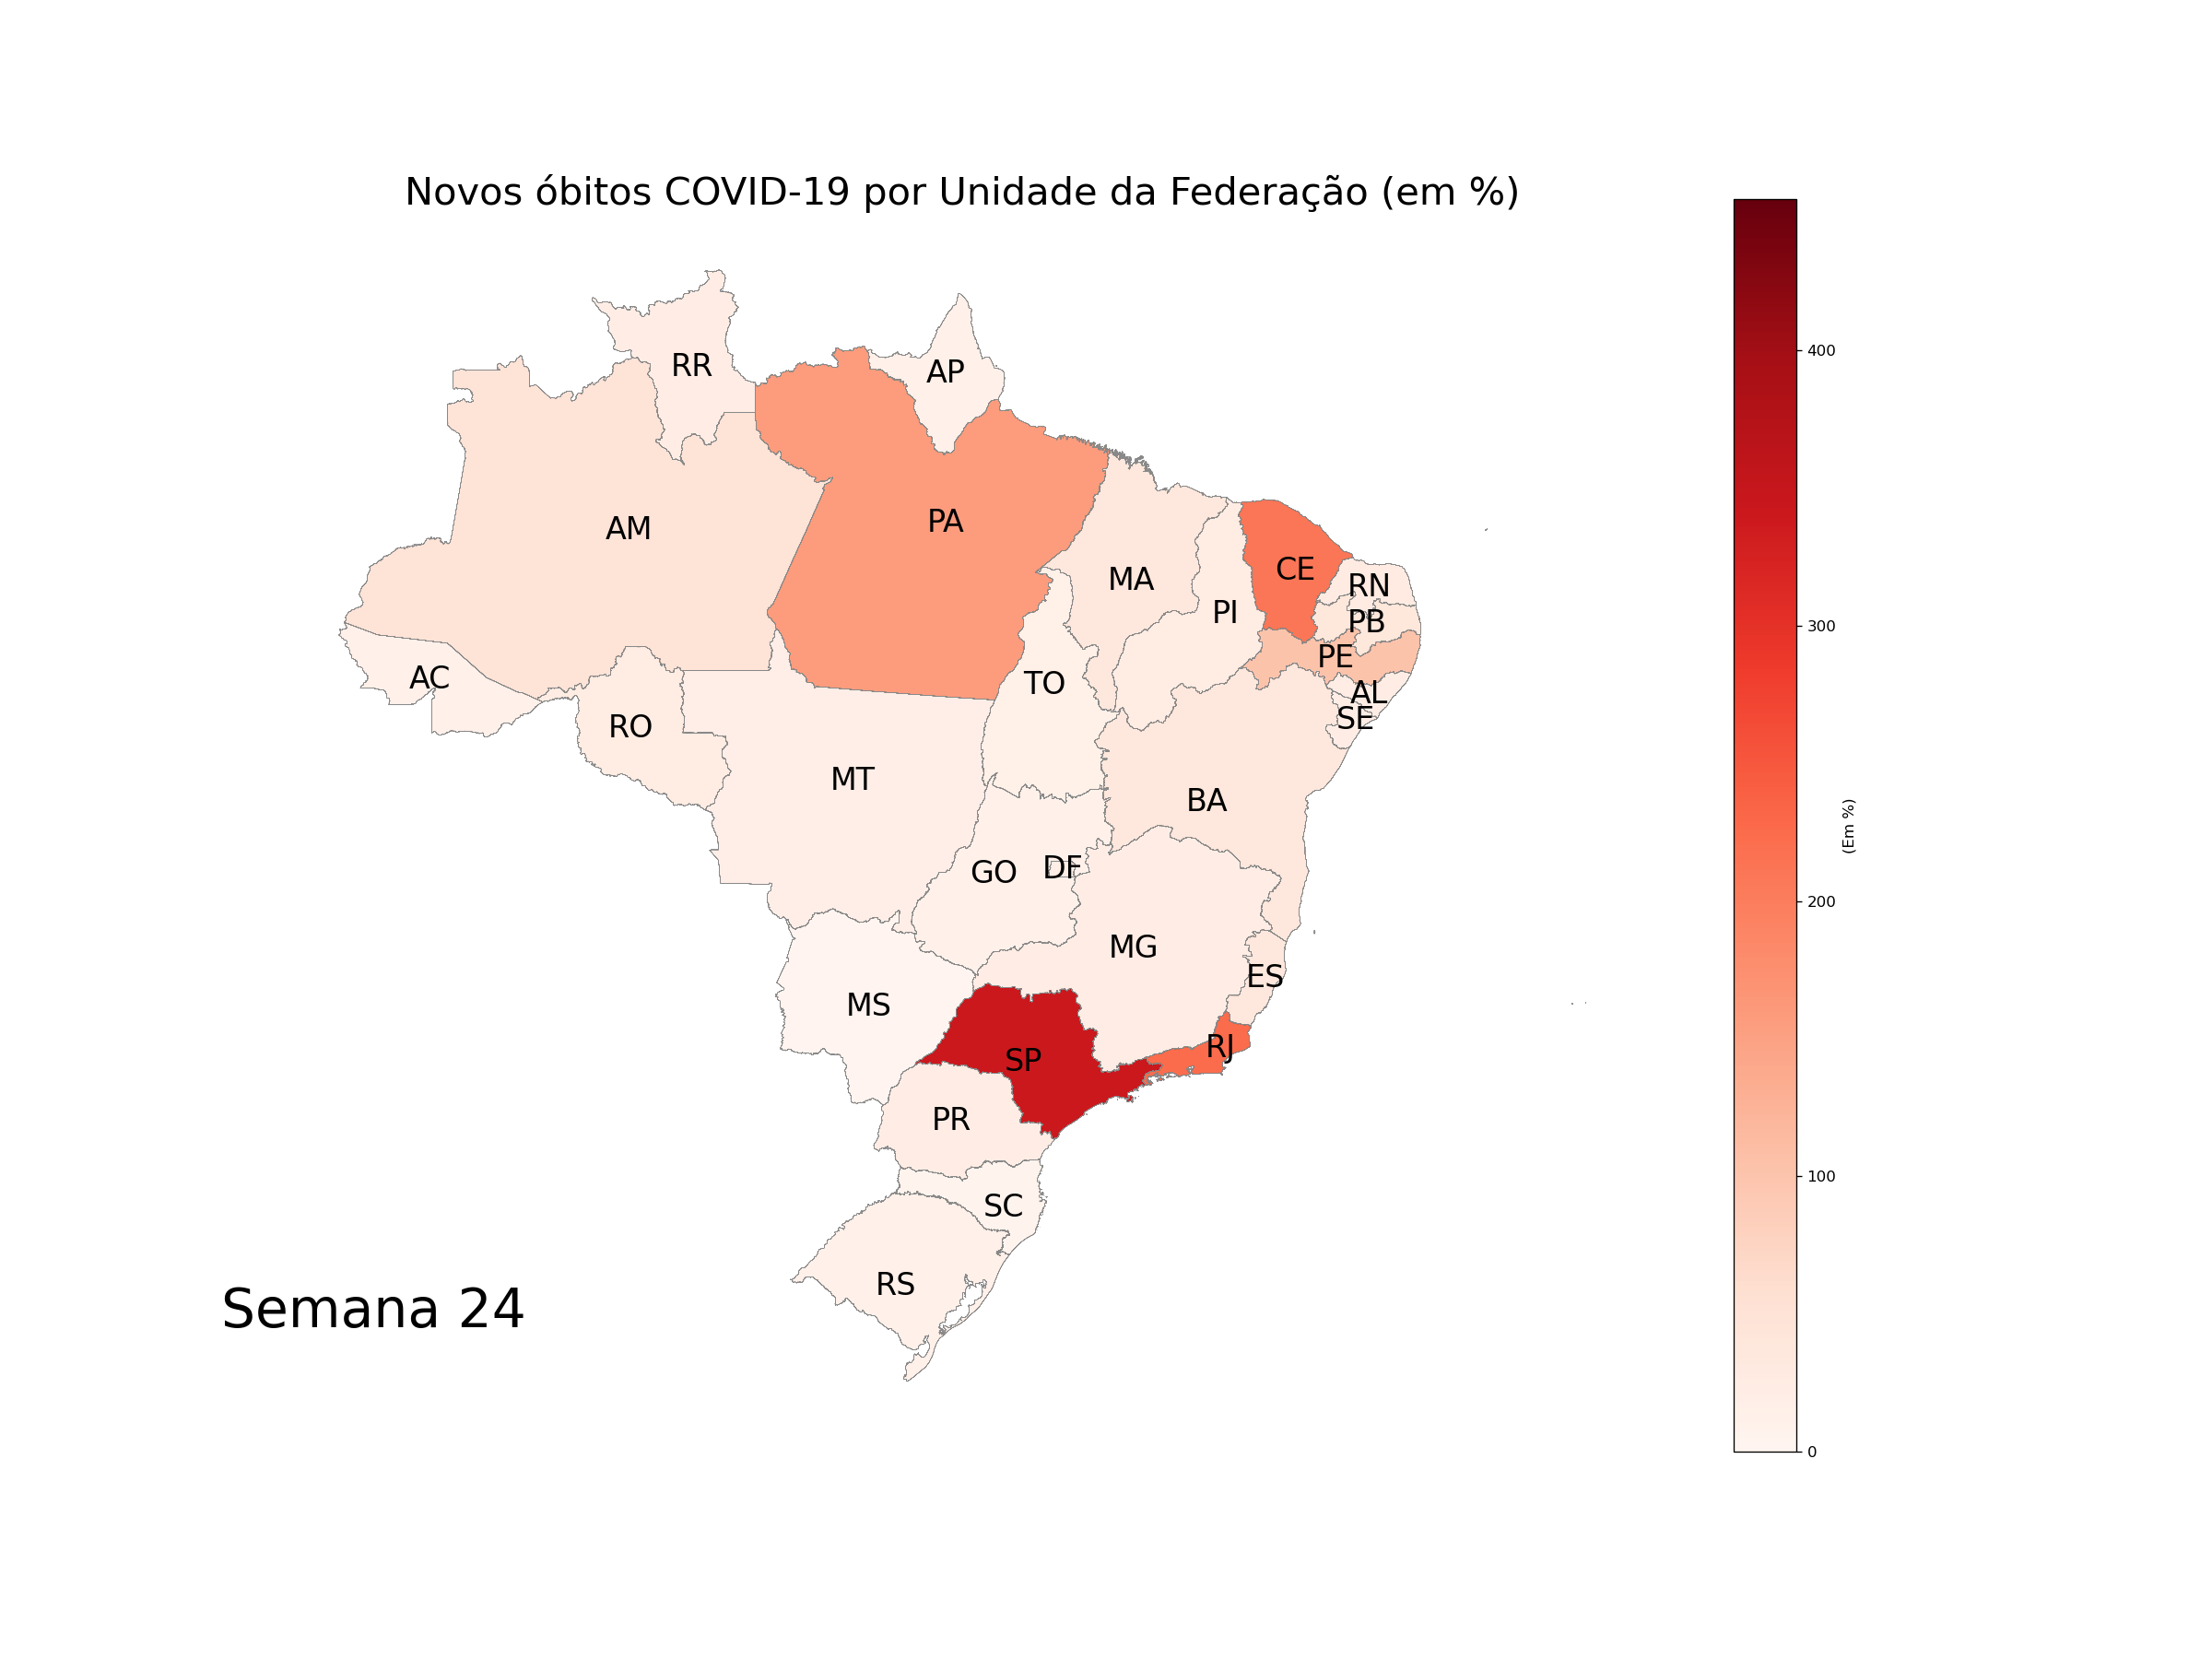 Novos óbitos COVID-19 por Unidade da Federação (em %)
RR
AP
400
AM
PA
MA
CE
RN
PI
PB
300
PE
AC
TO
AL
SE
RO
MT
BA
(Em %)
GO
DF
200
MG
ES
MS
RJ
SP
PR
100
SC
RS
Semana 24
0